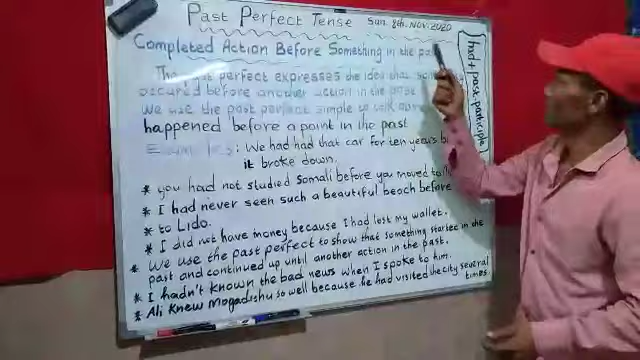 Past Perfect Tense Sun. 8th. Nov. 2020
Completed Action Before Something in the pas
The past perfect expresses the idea that som
occured before another action in the past
We use the past perfect simple to talk abo
happened before a point in the past
Examples: We had had that car for ten years b
it broke down.
* you had not studied Somali before you moved to
* I had never seen such a beautiful beach before
* to Lido.
* I did not have money because I had lost my wallet.
* We use the past perfect to show that something started in the
past and continued up until another action in the past.
* I hadn't known the bad news when I spoke to him.
* Ali Knew Mogadishu so well because he had visited the city several
times.
had + past participle